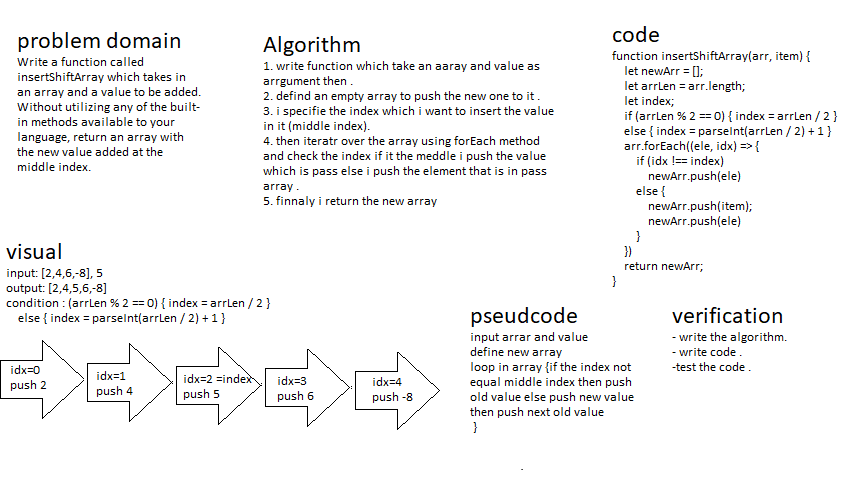 problem domain
Write a function called
insertShiftArray which takes in
an array and a value to be added.
Without utilizing any of the built-
in methods available to your
language, return an array with
the new value added at the
middle index.
Algorithm
1. write function which take an aaray and value as
arrgument then .
2. defind an empty array to push the new one to it .
3. i specifie the index which i want to insert the value
in it (middle index).
4. then iteratr over the array using forEach method
and check the index if it the meddle i push the value
which is pass else i push the element that is in pass
array .
5. finnaly i return the new array
code
function insertShiftArray(arr, item) {
let newArr = [];
let arrLen = arr.length;
let index;
if (arrLen % 2 == 0) { index = arrLen / 2 }
else { index = parseInt(arrLen / 2) + 1 }
arr.forEach((ele, idx) => {
if (idx !== index)
newArr.push(ele)
else {
newArr.push(item);
newArr.push(ele)
}
})
return newArr;
}
visual
input: [2,4,6,-8], 5
output: [2,4,5,6,-8]
condition : (arrLen % 2 == 0) { index = arrLen / 2 }
else { index = parseInt(arrLen / 2) + 1 }
idx=0
push 2
idx=1
push 4
idx=2 =index
push 5
idx=3
push 6
idx=4
push -8
pseudcode
input arrar and value
define new array
loop in array {if the index not
equal middle index then push
old value else push new value
then push next old value
}
verification
- write the algorithm.
- write code .
-test the code .